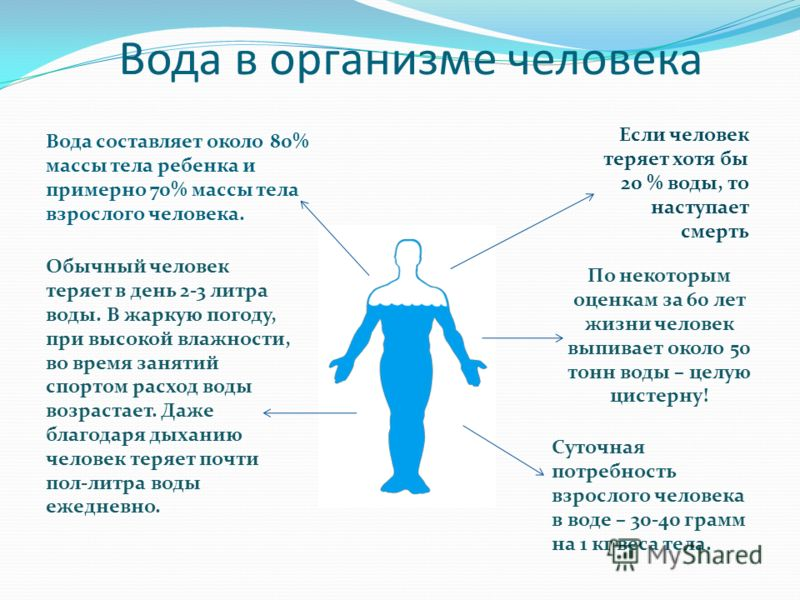 Вода в организме человека
Вода составляет около 80%
массы тела ребенка и
примерно 70% массы тела
взрослого человека.
Обычный человек
теряет в день 2-3 литра
воды. В жаркую погоду,
при высокой влажности,
во время занятий
спортом расход воды
возрастает. Даже
благодаря дыханию
человек теряет почти
пол-литра воды
ежедневно.
Если человек
теряет хотя бы
20 % воды, то
наступает
смерть
По некоторым
оценкам за 60 лет
жизни человек
выпивает около 50
тонн воды – целую
цистерну!
Суточная
потребность
взрослого человека
в воде – 30-40 грамм
на 1 кг веса тела.
MyShared